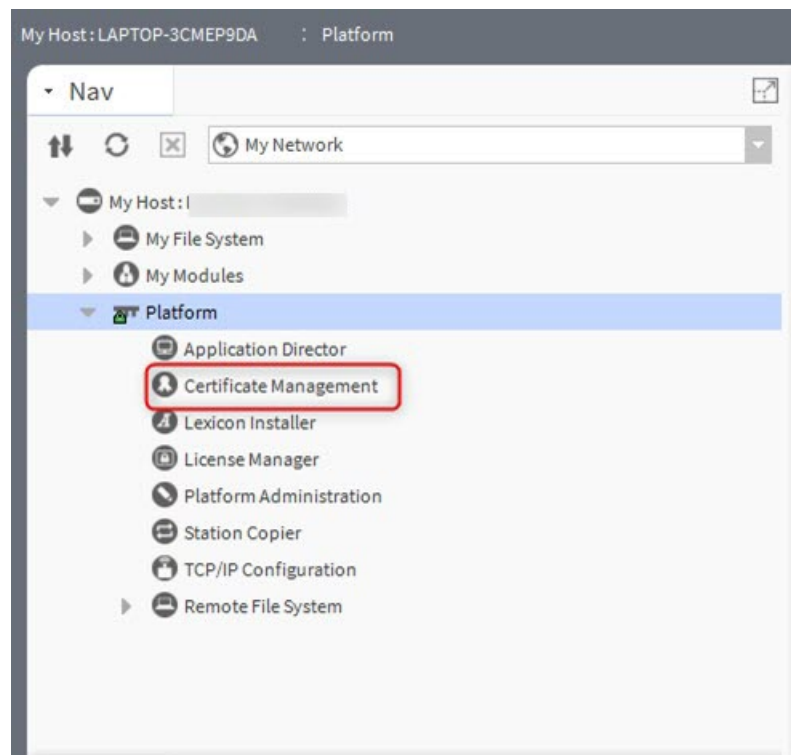 My Host : LAPTOP-3CMEP9DA : Platform
Nav
My Network
My Host :
My File System
My Modules
Platform
Application Director
Certificate Management
Lexicon Installer
License Manager
Platform Administration
Station Copier
TCP/IP Configuration
Remote File System